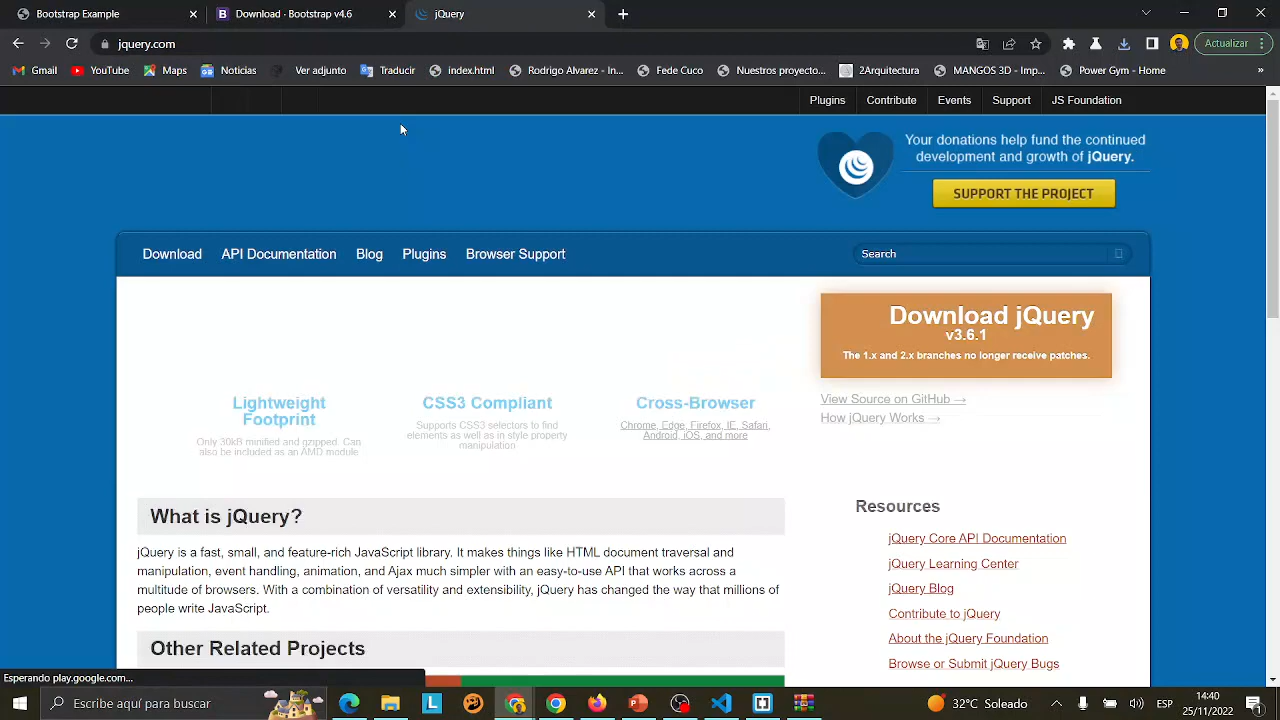 Download · Bootstrap v4.6
jQuery
jquery.com
Actualizar
Gmail
YouTube
Maps
Noticias
Ver adjunto
Traducir
index.html
Rodrigo Alvarez - In...
Fede Cuco
Nuestros proyecto...
2Arquitectura
MANGOS 3D - Imp...
Power Gym - Home
»
Plugins
Contribute
Events
Support
JS Foundation
Your donations help fund the continued
development and growth of jQuery.
SUPPORT THE PROJECT
Download
API Documentation
Blog
Plugins
Browser Support
Search
Download jQuery
v3.6.1
The 1.x and 2.x branches no longer receive patches.
View Source on GitHub →
How jQuery Works →
Lightweight
Footprint
Only 30kB minified and gzipped. Can
also be included as an AMD module
CSS3 Compliant
Supports CSS3 selectors to find
elements as well as in style property
manipulation
Cross-Browser
Chrome, Edge, Firefox, IE, Safari,
Android, iOS, and more
What is jQuery?
jQuery is a fast, small, and feature-rich JavaScript library. It makes things like HTML document traversal and
manipulation, event handling, animation, and Ajax much simpler with an easy-to-use API that works across a
multitude of browsers. With a combination of versatility and extensibility, jQuery has changed the way that millions of
people write JavaScript.
Resources
jQuery Core API Documentation
jQuery Learning Center
jQuery Blog
Contribute to jQuery
About the jQuery Foundation
Browse or Submit jQuery Bugs
Other Related Projects
Esperando play.google.com...
Escribe aquí para buscar
32°C Soleado
ESP
14:40
25/11/2022